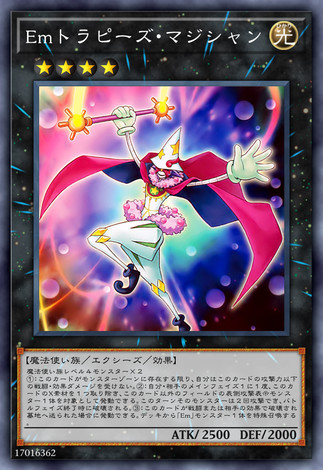 Emトラピーズ・マジシャン
光
【魔法使い族／エクシーズ／効果】
魔法使い族レベル４モンスター×２
①：このカードがモンスターゾーンに存在する限り、自分はこのカードの攻撃力以下
の戦闘・効果ダメージを受けない。②：自分・相手のメインフェイズ１に１度、このカー
ドのX素材を１つ取り除き、このカード以外のフィールドの表側攻撃表示モンス
ター１体を対象として発動できる。このターンそのモンスターは２回攻撃でき、バト
ルフェイズ終了時に破壊される。③：このカードが戦闘または相手の効果で破壊され
墓地へ送られた場合に発動できる。デッキから「Em」モンスター１体を特殊召喚する
ATK/ 2500 DEF/2000
17016362